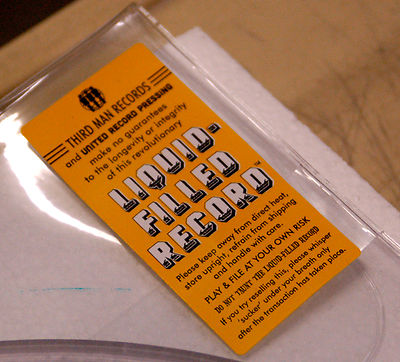 THIRD MAN RECORDS
and UNITED RECORD PRESSING
make no guarantees
to the longevity or integrity
of this revolutionary
LIQUID-
FILLED
RECORD™
Please keep away from direct heat,
store upright, refrain from shipping
and handle with care.
PLAY & FILE AT YOUR OWN RISK
DO NOT DRINK THE LIQUID-FILLED RECORD
If you try reselling this, please whisper
'sucker' under your breath only
after the transaction has taken place.